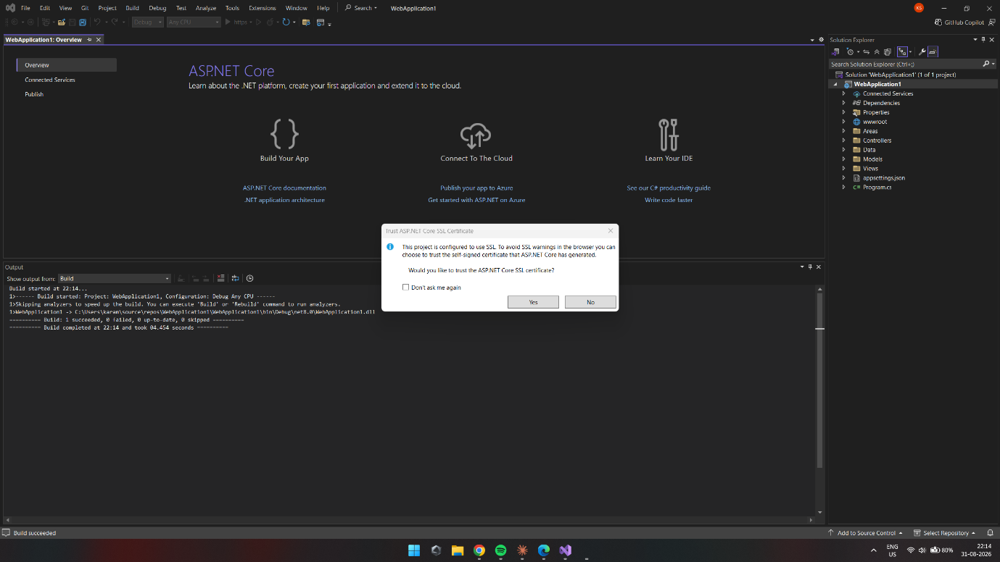 File Edit View Git Project Build Debug Test Analyze Tools Extensions Window Help Search WebApplication1
KS
Debug Any CPU https
GitHub Copilot
WebApplication1: Overview
Overview
Connected Services
Publish
ASP.NET Core
Learn about the .NET platform, create your first application and extend it to the cloud.
Build Your App
ASP.NET Core documentation
.NET application architecture
Connect To The Cloud
Publish your app to Azure
Get started with ASP.NET on Azure
Learn Your IDE
See our C# productivity guide
Write code faster
Solution Explorer
Search Solution Explorer (Ctrl+;)
Solution 'WebApplication1' (1 of 1 project)
WebApplication1
Connected Services
Dependencies
Properties
wwwroot
Areas
Controllers
Data
Models
Views
appsettings.json
C# Program.cs
Trust ASP.NET Core SSL Certificate
This project is configured to use SSL. To avoid SSL warnings in the browser you can
choose to trust the self-signed certificate that ASP.NET Core has generated.
Would you like to trust the ASP.NET Core SSL certificate?
Don't ask me again
Yes No
Output
Show output from: Build
Build started at 22:14...
1>------ Build started: Project: WebApplication1, Configuration: Debug Any CPU ------
1>Skipping analyzers to speed up the build. You can execute 'Build' or 'Rebuild' command to run analyzers.
1>WebApplication1 -> C:\Users\karam\source\repos\WebApplication1\WebApplication1\bin\Debug\net8.0\WebApplication1.dll
========== Build: 1 succeeded, 0 failed, 0 up-to-date, 0 skipped ==========
========== Build completed at 22:14 and took 04.454 seconds ==========
Build succeeded
Add to Source Control Select Repository
ENG
US
80%
22:14
31-08-2026